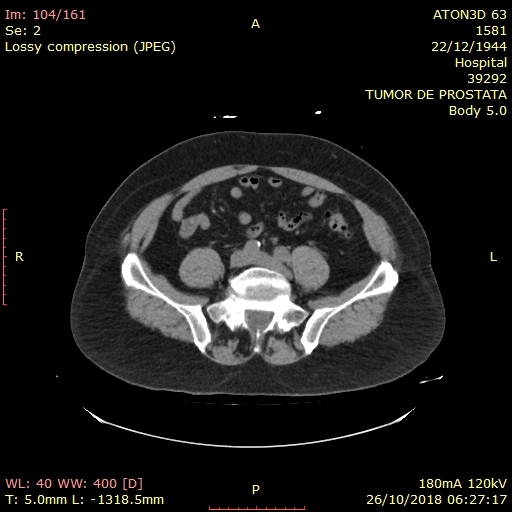 Im: 104/161
Se: 2
Lossy compression (JPEG)
A
ATON3D 63
1581
22/12/1944
Hospital
39292
TUMOR DE PROSTATA
Body 5.0
R
L
WL: 40 WW: 400 [D]
T: 5.0mm L: -1318.5mm
P
180mA 120kV
26/10/2018 06:27:17